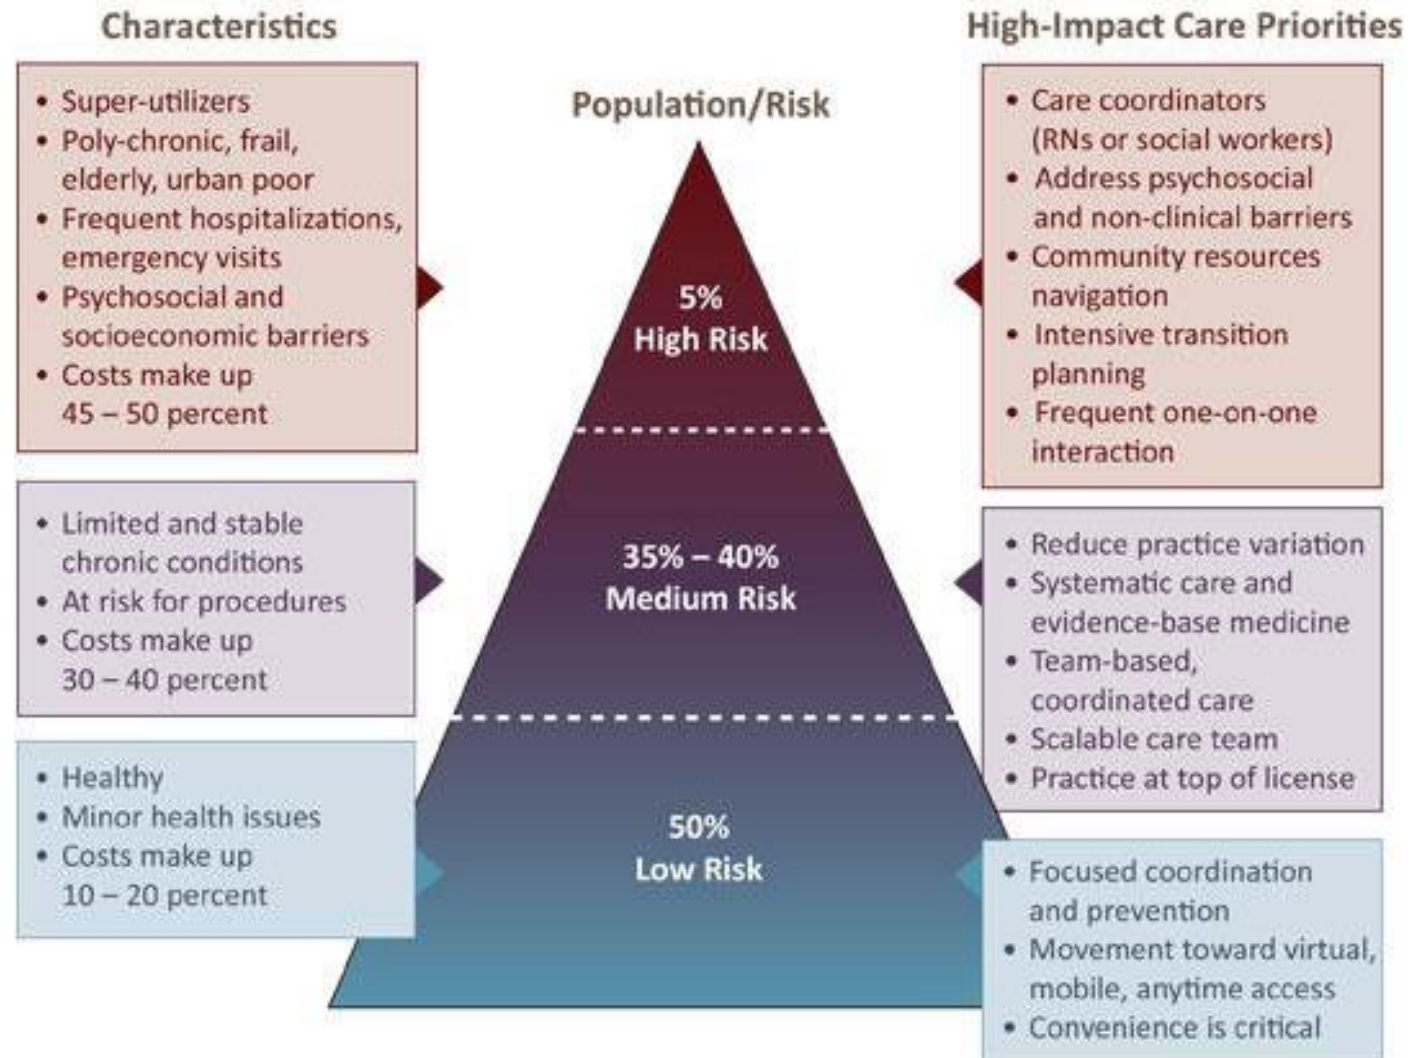 Characteristics
• Super-utilizers
• Poly-chronic, frail,
elderly, urban poor
• Frequent hospitalizations,
emergency visits
• Psychosocial and
socioeconomic barriers
• Costs make up
45 – 50 percent
• Limited and stable
chronic conditions
• At risk for procedures
• Costs make up
30 – 40 percent
• Healthy
• Minor health issues
• Costs make up
10 – 20 percent
Population/Risk
5%
High Risk
35% – 40%
Medium Risk
50%
Low Risk
High-Impact Care Priorities
• Care coordinators
(RNs or social workers)
• Address psychosocial
and non-clinical barriers
• Community resources
navigation
• Intensive transition
planning
• Frequent one-on-one
interaction
• Reduce practice variation
• Systematic care and
evidence-base medicine
• Team-based,
coordinated care
• Scalable care team
• Practice at top of license
• Focused coordination
and prevention
• Movement toward virtual,
mobile, anytime access
• Convenience is critical